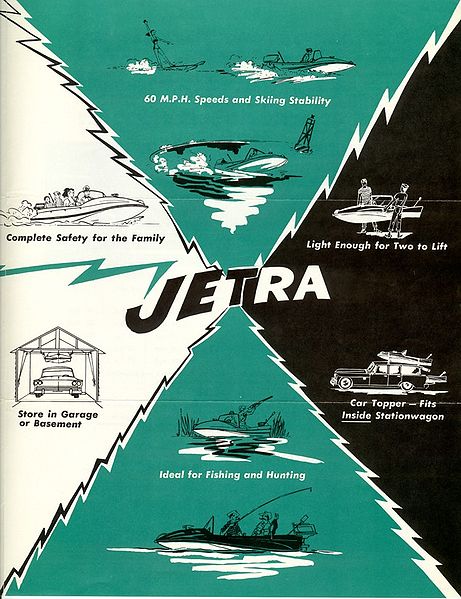 60 M.P.H. Speeds and Skiing Stability
Complete Safety for the Family
Light Enough for Two to Lift
JETRA
Store in Garage
or Basement
Car Topper — Fits
Inside Stationwagon
Ideal for Fishing and Hunting